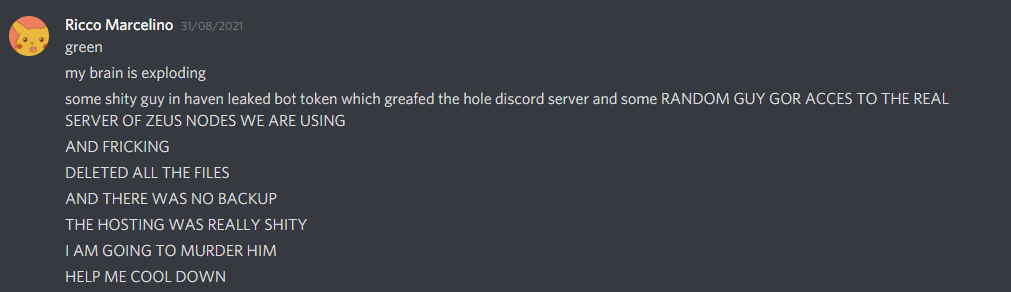 Ricco Marcelino 31/08/2021
green
my brain is exploding
some shity guy in haven leaked bot token which greafed the hole discord server and some RANDOM GUY GOR ACCES TO THE REAL
SERVER OF ZEUS NODES WE ARE USING
AND FRICKING
DELETED ALL THE FILES
AND THERE WAS NO BACKUP
THE HOSTING WAS REALLY SHITY
I AM GOING TO MURDER HIM
HELP ME COOL DOWN